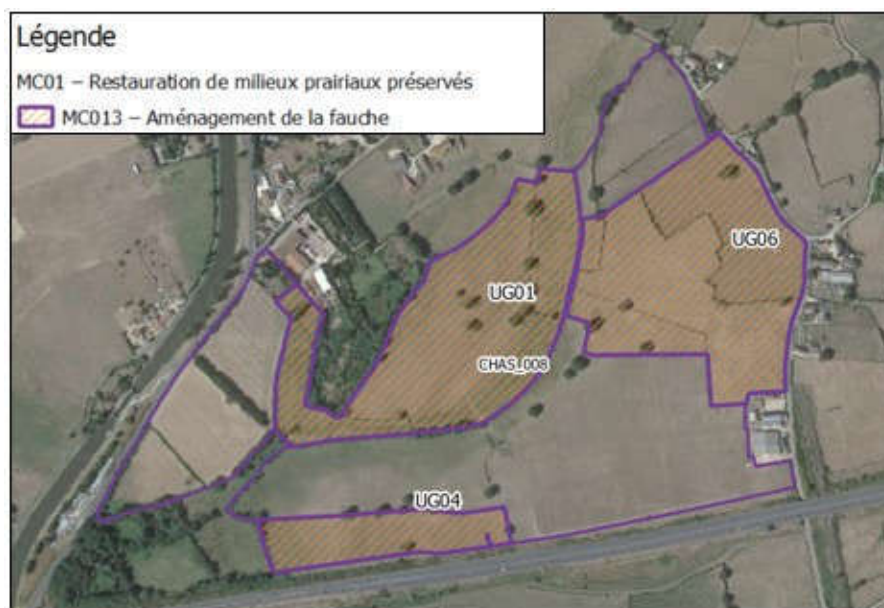 Légende
MC01 – Restauration de milieux prairiaux préservés
MC013 – Aménagement de la fauche
UG06
UG01
CHAS_008
UG04